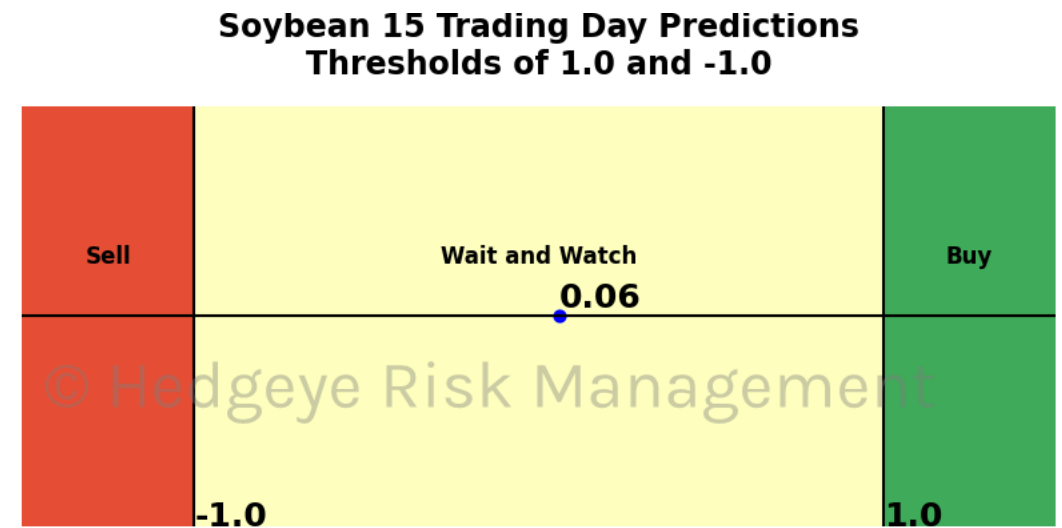 Soybean 15 Trading Day Predictions
Thresholds of 1.0 and -1.0
Sell
Wait and Watch
Buy
0.06
© Hedgeye Risk Management
-1.0
1.0